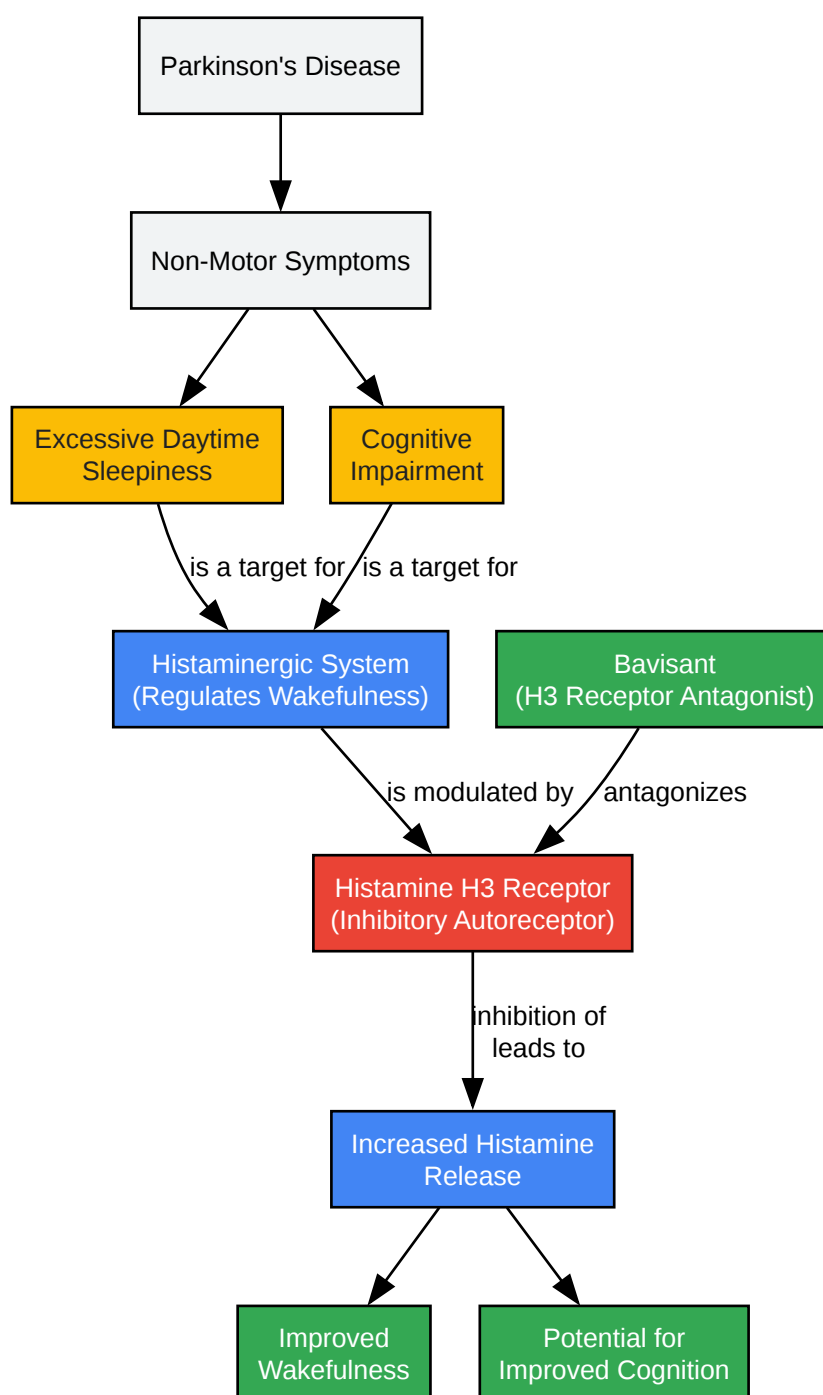 Parkinson's Disease
Non-Motor Symptoms
Excessive Daytime
Sleepiness
Cognitive
Impairment
is a target for
is a target for
Histaminergic System
(Regulates Wakefulness)
Bavisant
(H3 Receptor Antagonist)
is modulated by
antagonizes
Histamine H3 Receptor
(Inhibitory Autoreceptor)
inhibition of
leads to
Increased Histamine
Release
Improved
Wakefulness
Potential for
Improved Cognition